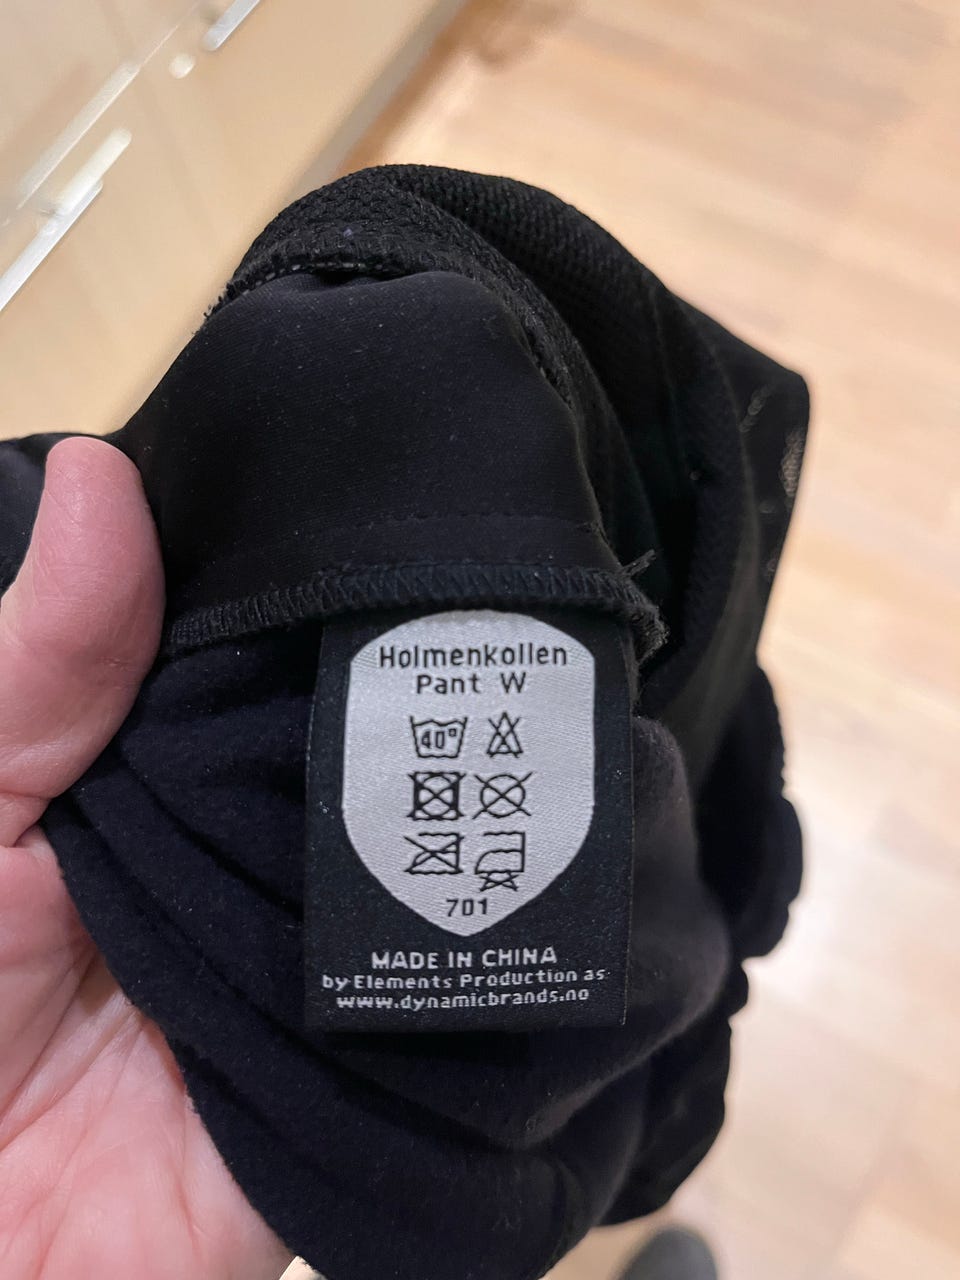 Holmenkollen
Pant W
40°
701
MADE IN CHINA
by Elements Production as
www.dynamicbrands.no